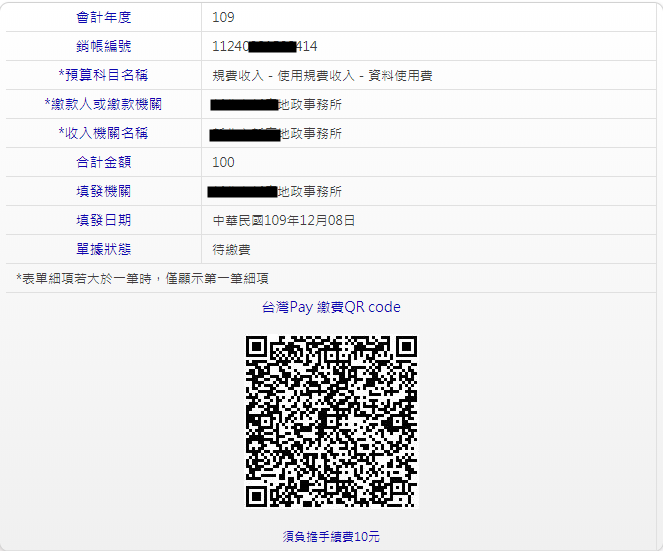 會計年度 109
銷帳編號 11240 414
*預算科目名稱 規費收入 - 使用規費收入 - 資料使用費
*繳款人或繳款機關 地政事務所
*收入機關名稱 地政事務所
合計金額 100
填發機關 地政事務所
填發日期 中華民國109年12月08日
單據狀態 待繳費
*表單細項若大於一筆時，僅顯示第一筆細項
台灣Pay 繳費QR code
須負擔手續費10元